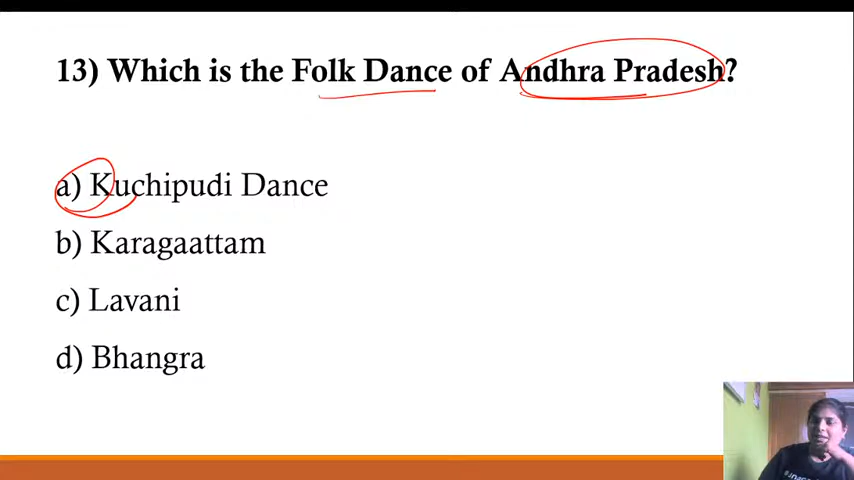 13) Which is the Folk Dance of Andhra Pradesh?
a) Kuchipudi Dance
b) Karagaattam
c) Lavani
d) Bhangra